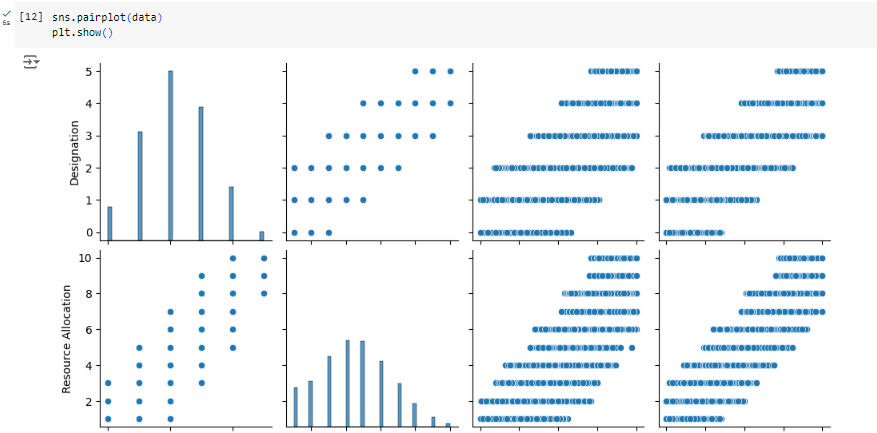 [12] sns.pairplot(data)
6s plt.show()
5
4
3
2
1
0
Designation
10
8
6
4
2
Resource Allocation